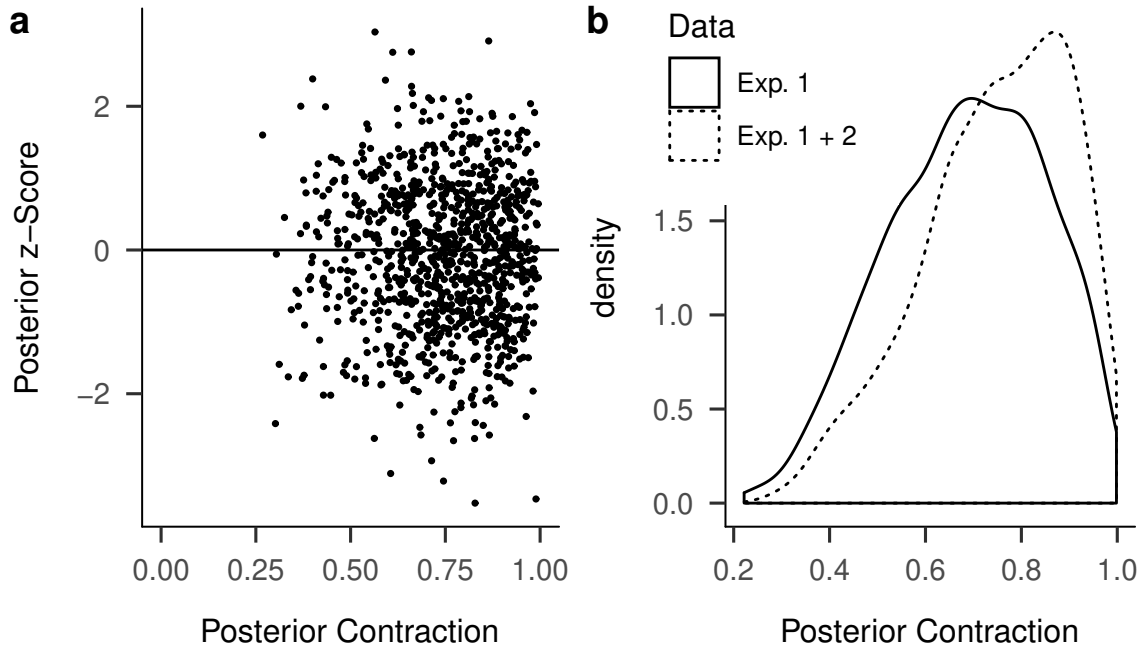 a
Posterior z−Score
2
0
−2
0.00 0.25 0.50 0.75 1.00
Posterior Contraction
b
Data
Exp. 1
Exp. 1 + 2
density
1.5
1.0
0.5
0.0
0.2 0.4 0.6 0.8 1.0
Posterior Contraction